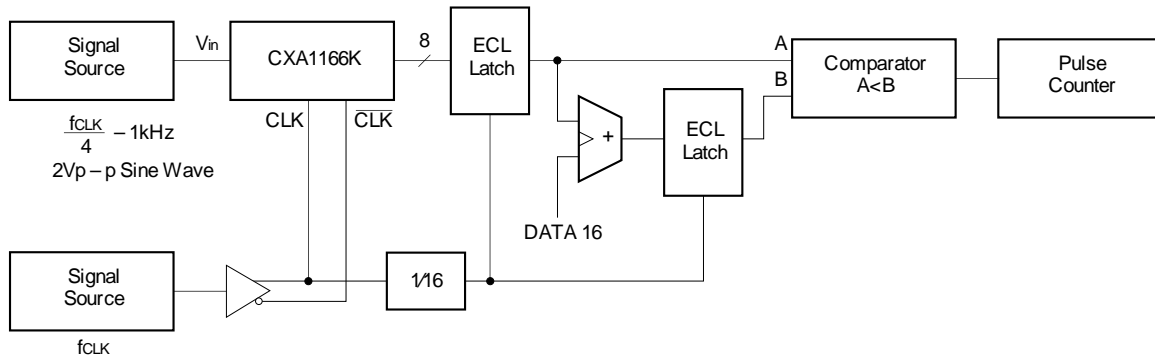 Signal
Source
Vin
CXA1166K
8
ECL
Latch
A
B
Comparator
A<B
Pulse
Counter
fCLK
4
– 1kHz
2Vp – p Sine Wave
CLK
CLK
+
ECL
Latch
DATA 16
Signal
Source
1/16
fCLK